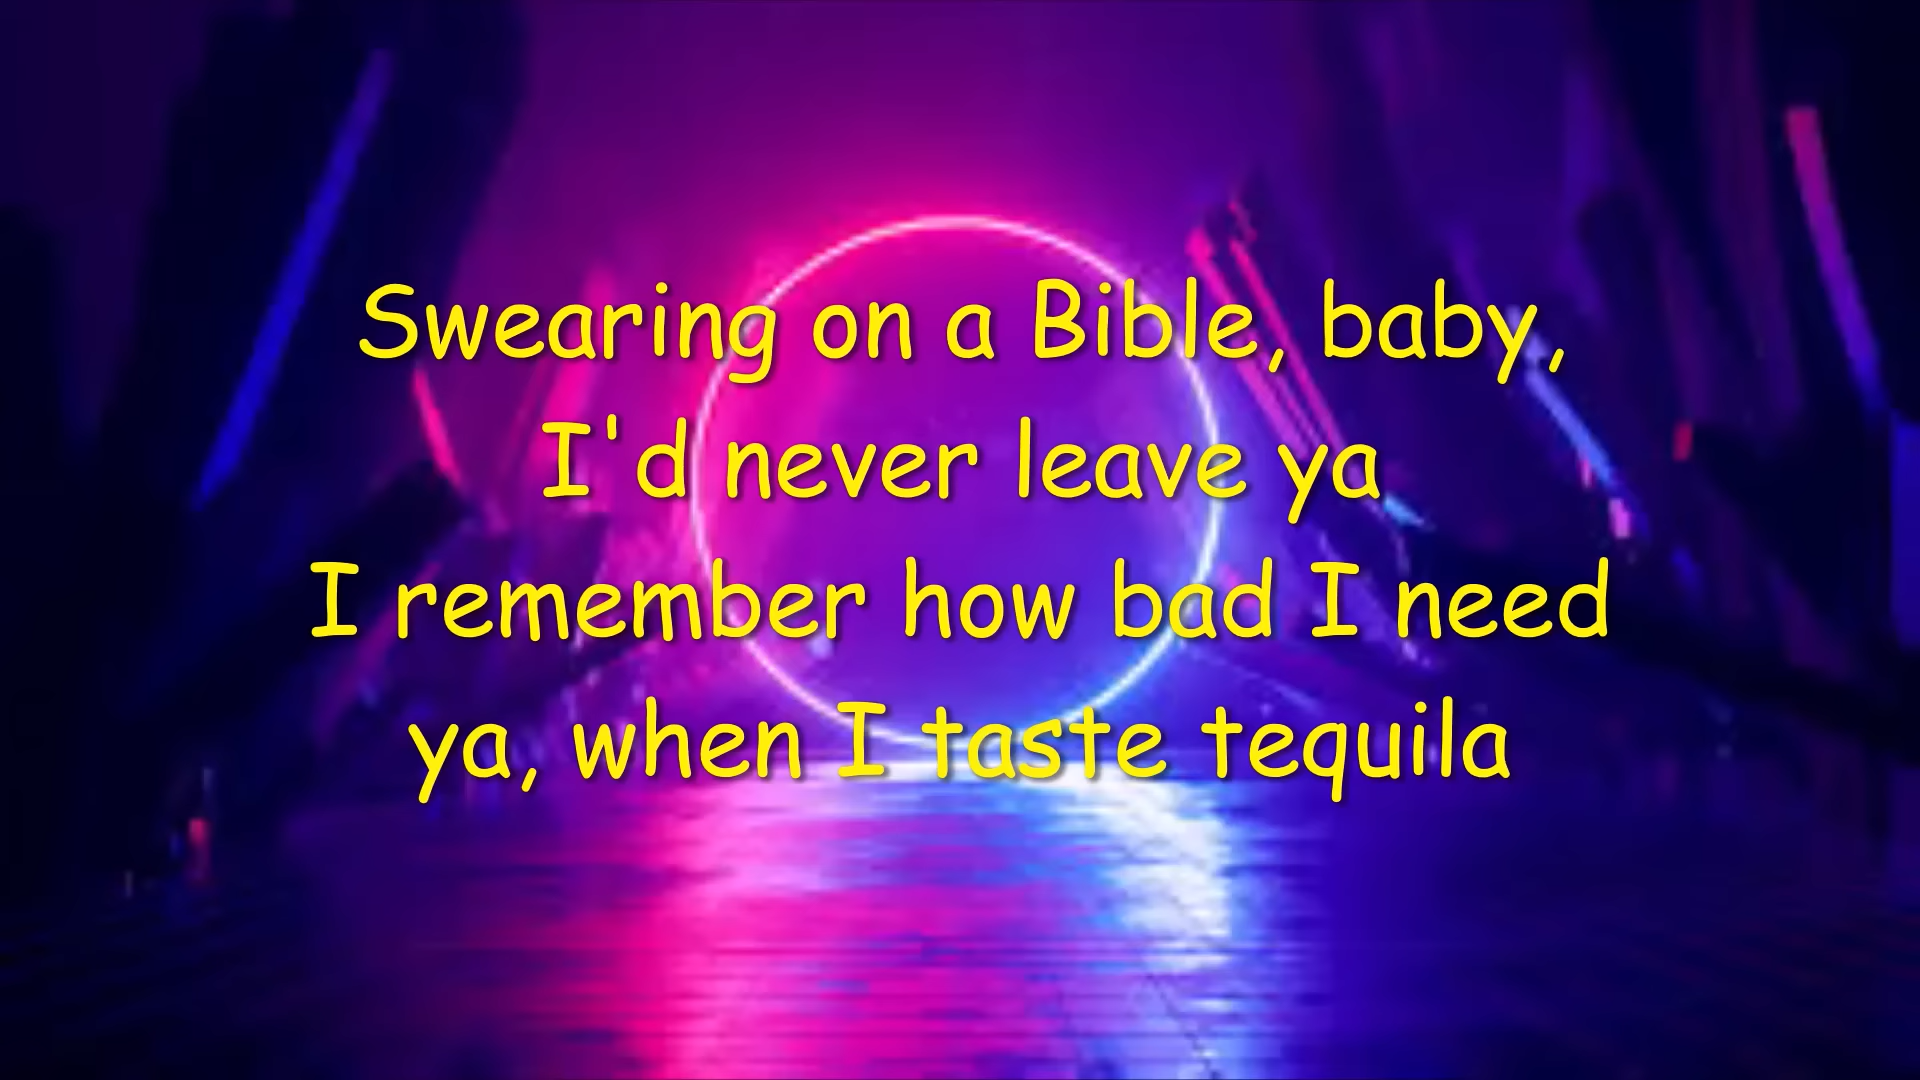 Swearing on a Bible, baby,
I'd never leave ya
I remember how bad I need
ya, when I taste tequila